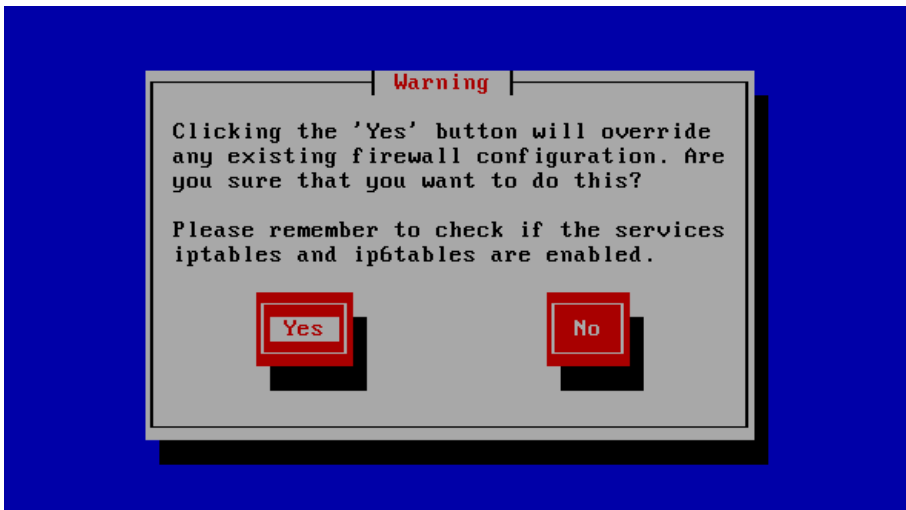 Warning
Clicking the 'Yes' button will override
any existing firewall configuration. Are
you sure that you want to do this?
Please remember to check if the services
iptables and ip6tables are enabled.
Yes
No